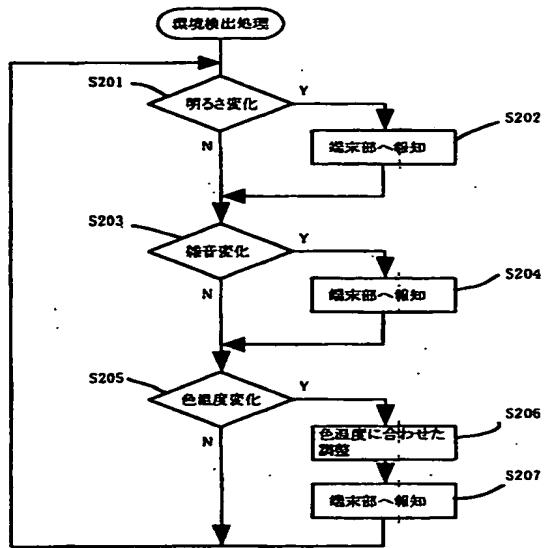 環境検出処理
S201
明るさ変化
Y
N
S202
端末部へ報知
S203
雑音変化
Y
N
S204
端末部へ報知
S205
色温度変化
Y
N
S206
色温度に合わせた
調整
S207
端末部へ報知